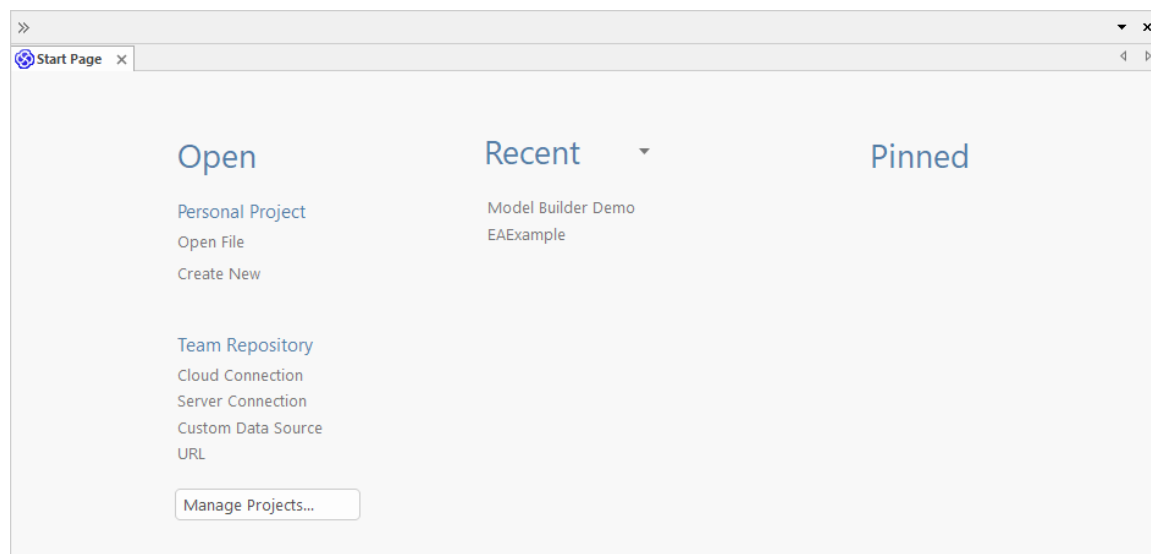 Start Page
Open
Personal Project
Open File
Create New
Team Repository
Cloud Connection
Server Connection
Custom Data Source
URL
Manage Projects...
Recent
Model Builder Demo
EAExample
Pinned